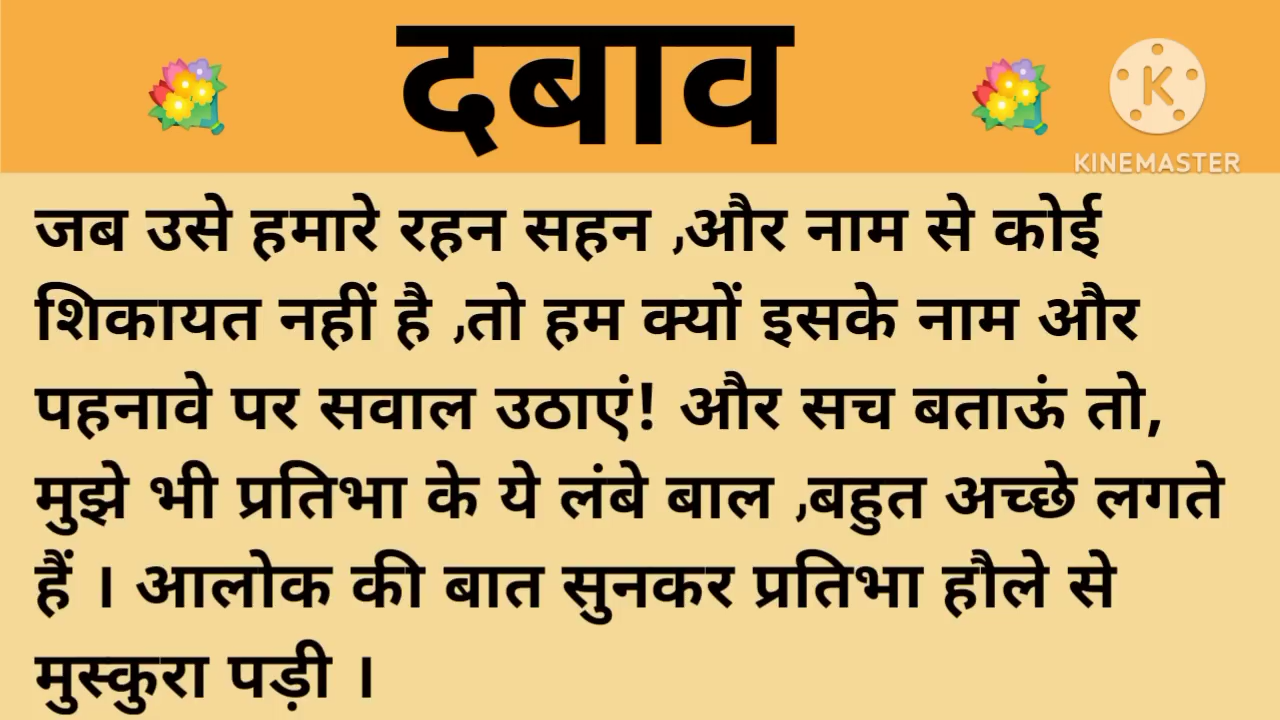 दबाव
KINEMASTER
जब उसे हमारे रहन सहन ,और नाम से कोई
शिकायत नहीं है ,तो हम क्यों इसके नाम और
पहनावे पर सवाल उठाएं! और सच बताऊं तो,
मुझे भी प्रतिभा के ये लंबे बाल ,बहुत अच्छे लगते
हैं । आलोक की बात सुनकर प्रतिभा हौले से
मुस्कुरा पड़ी ।